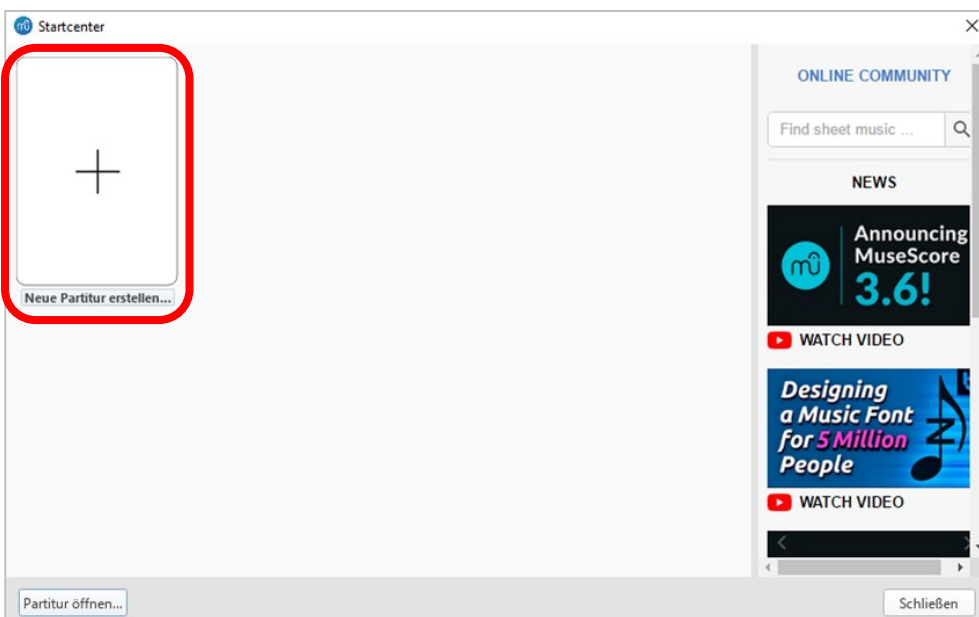 Startcenter
Neue Partitur erstellen...
ONLINE COMMUNITY
Find sheet music ...
NEWS
mû
Announcing
MuseScore
3.6!
WATCH VIDEO
Designing
a Music Font
for 5 Million
People
WATCH VIDEO
Partitur öffnen...
Schließen